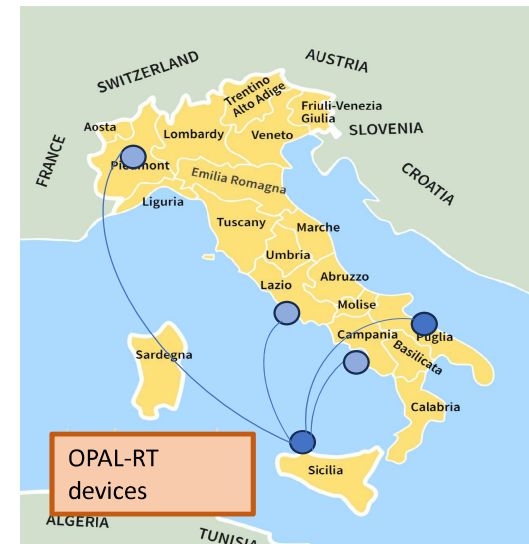 SWITZERLAND
AUSTRIA
Trentino
Alto Adige
Friuli-Venezia
Giulia
Aosta
Lombardy
Veneto
SLOVENIA
FRANCE
Piedmont
Emilia Romagna
CROATIA
Liguria
Tuscany
Marche
Umbria
Lazio
Abruzzo
Molise
Campania
Puglia
Basilicata
Sardegna
Calabria
OPAL-RT
devices
Sicilia
ALGERIA
TUNISIA